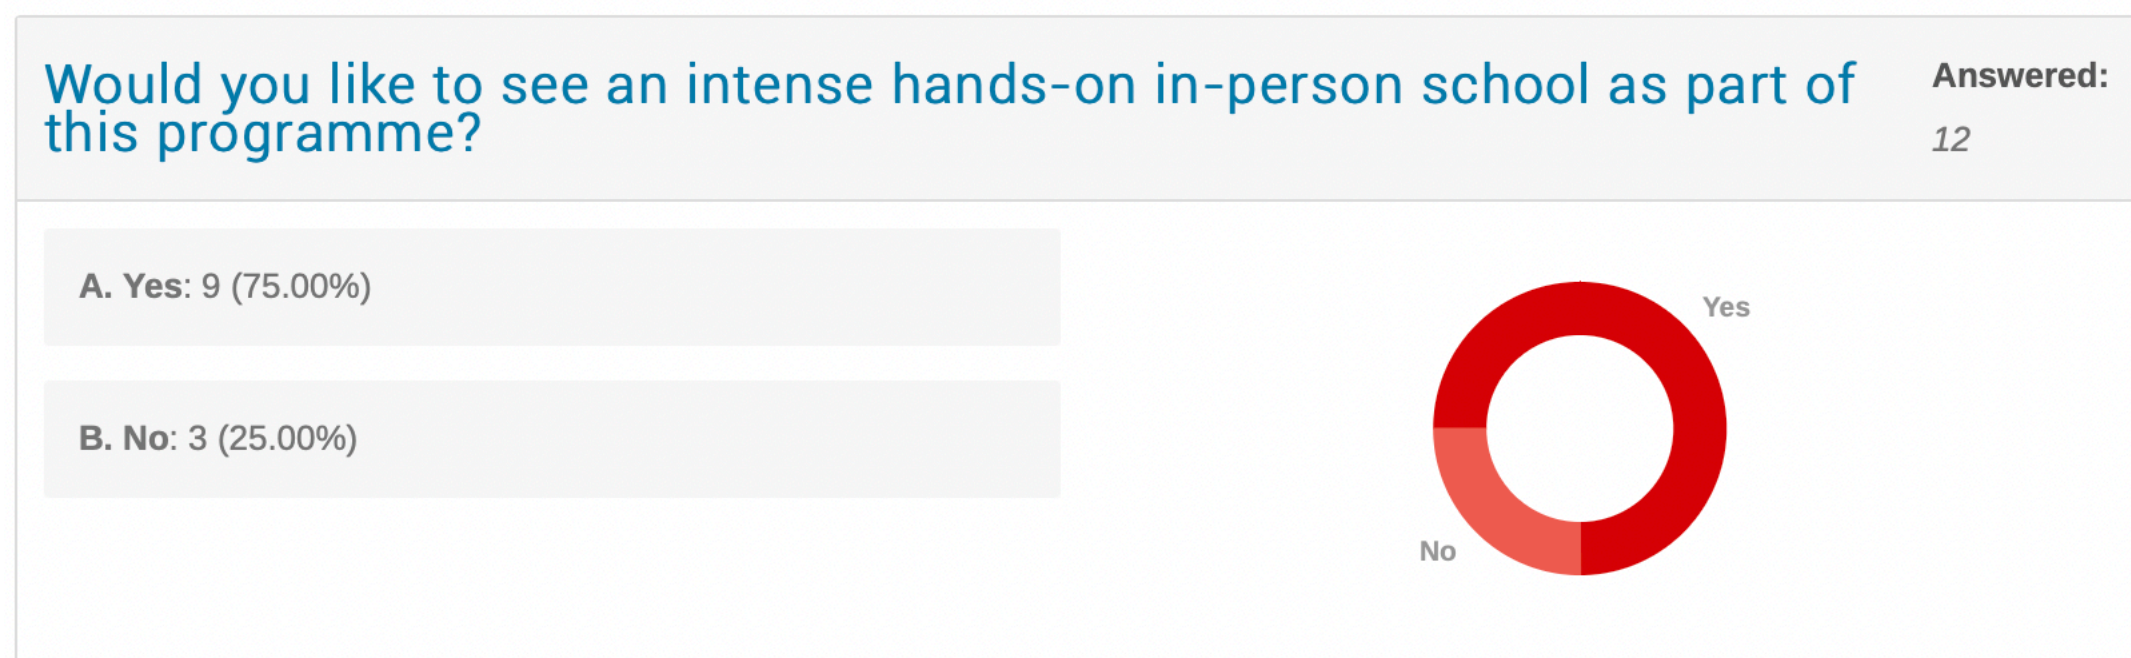 Would you like to see an intense hands-on in-person school as part of
this programme?
Answered:
12
A. Yes: 9 (75.00%)
B. No: 3 (25.00%)
Yes
No